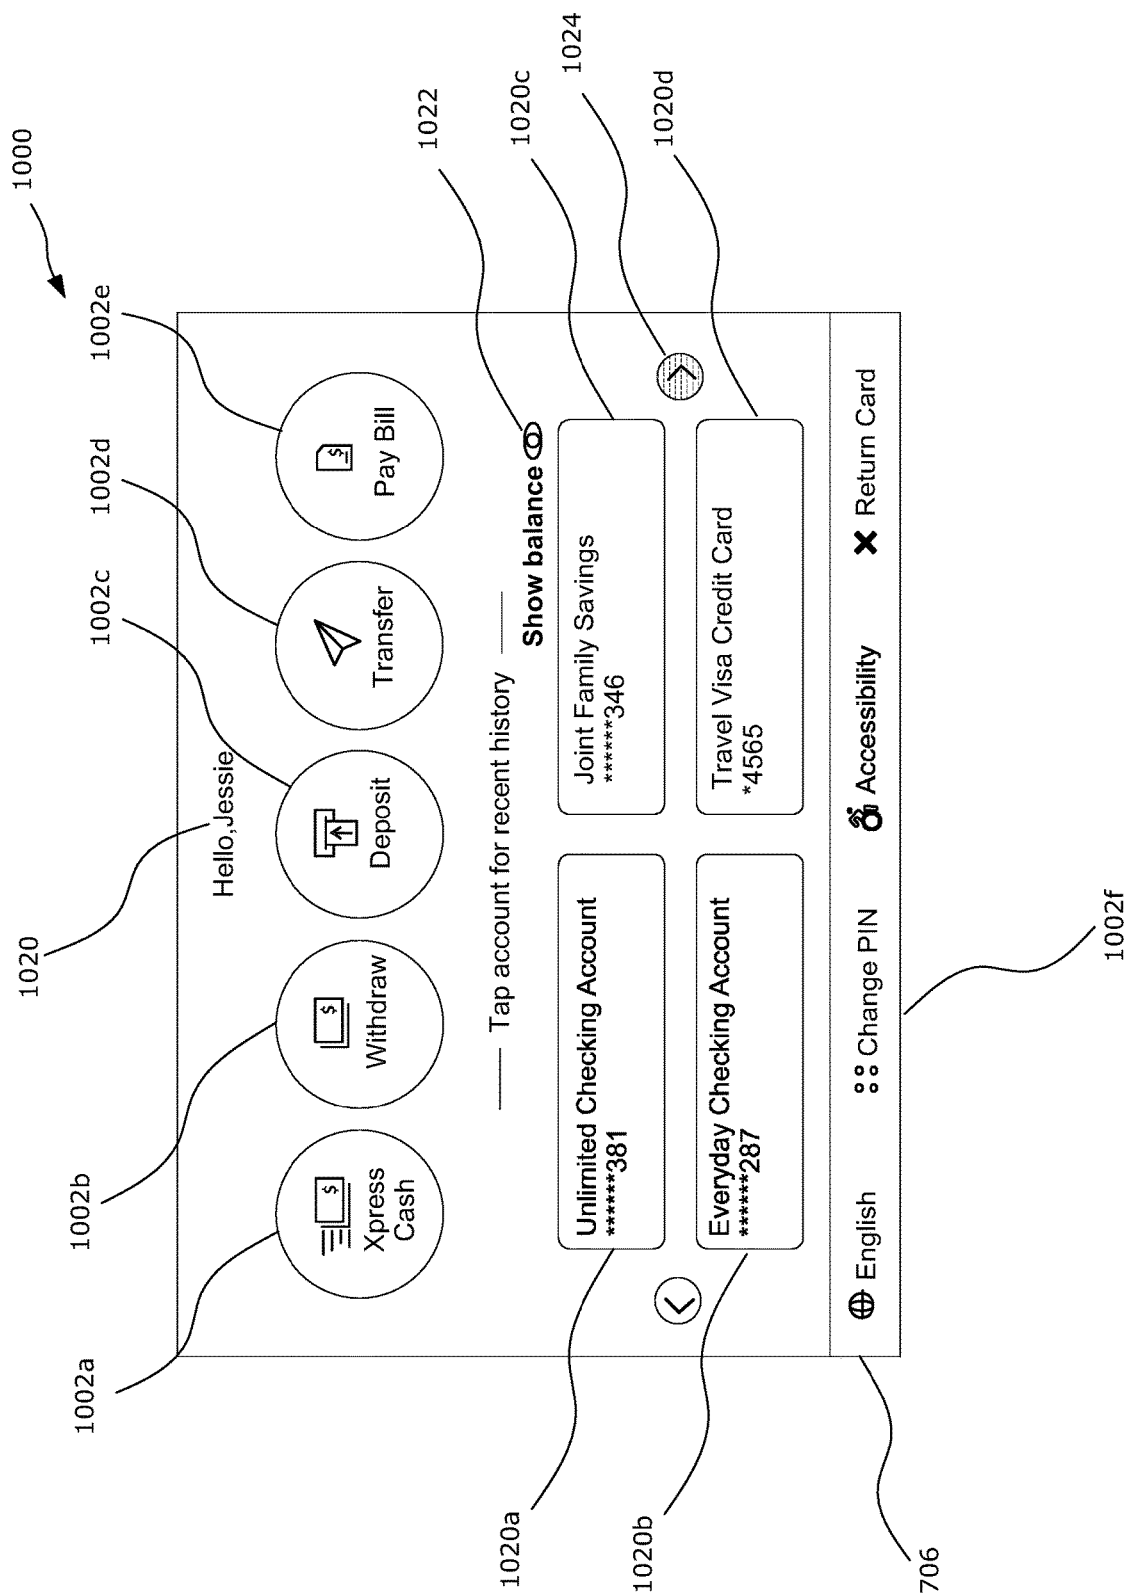 1000
1020
Hello,Jessie
1002a
1002b
1002c
1002d
1002e
Xpress
Cash
Withdraw
Deposit
Transfer
Pay Bill
Tap account for recent history
Show balance
1022
1020a
Unlimited Checking Account
******381
Joint Family Savings
******346
1020c
1024
1020b
Everyday Checking Account
******287
Travel Visa Credit Card
*4565
1020d
706
English
Change PIN
Accessibility
Return Card
1002f